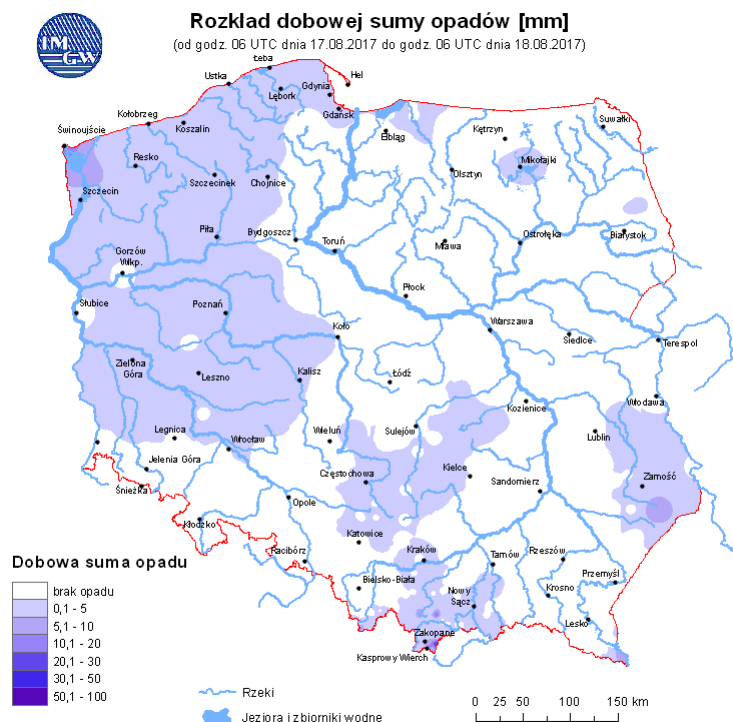 IM
GW
Rozkład dobowej sumy opadów [mm]
(od godz. 06 UTC dnia 17.08.2017 do godz. 06 UTC dnia 18.08.2017)
Łeba
Ustka
Hel
Gdynia
Lębork
Gdańsk
Kołobrzeg
Koszalin
Świnoujście
Elbląg
Kętrzyn
Suwałki
Resko
Szczecinek
Chojnice
Olsztyn
Mikołajki
Szczecin
Piła
Bydgoszcz
Toruń
Mława
Ostrołęka
Białystok
Gorzów
Wlkp.
Płock
Słubice
Poznań
Koło
Warszawa
Siedlce
Terespol
Zielona
Góra
Leszno
Kalisz
Łódź
Kozienice
Włodawa
Legnica
Wrocław
Wieluń
Sulejów
Lublin
Jelenia Góra
Częstochowa
Kielce
Sandomierz
Zamość
Śnieżka
Opole
Kłodzko
Katowice
Racibórz
Kraków
Tarnów
Rzeszów
Przemyśl
Bielsko-Biała
Nowy
Sącz
Krosno
Lesko
Zakopane
Kasprowy Wierch
Dobowa suma opadu
brak opadu
0,1 - 5
5,1 - 10
10,1 - 20
20,1 - 30
30,1 - 50
50,1 - 100
Rzeki
Jeziora i zbiorniki wodne
0 25 50 100 150 km